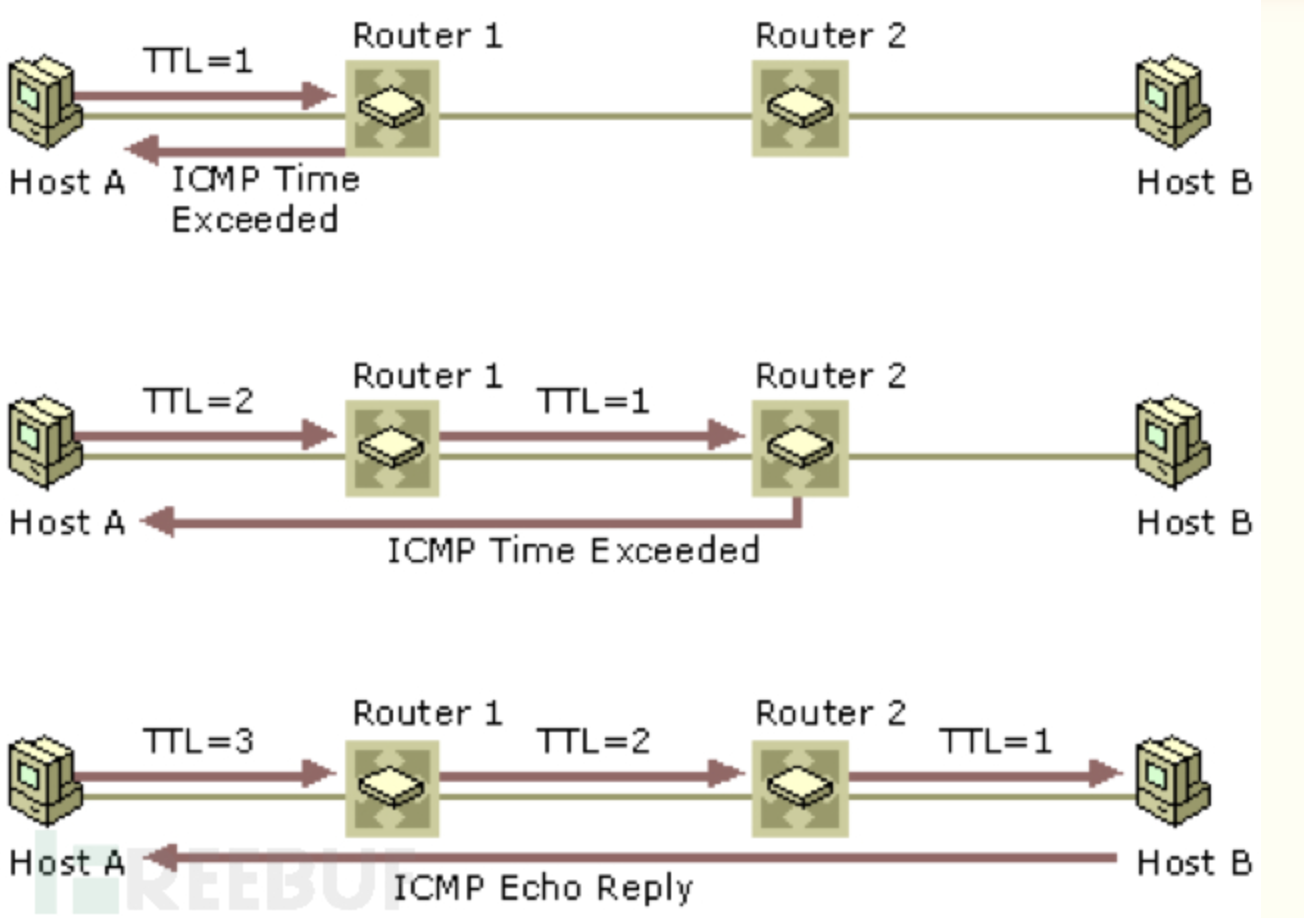 Router 1
Router 2
TTL=1
Host A
ICMP Time
Exceeded
Host B
Router 1
Router 2
TTL=2
TTL=1
Host A
ICMP Time Exceeded
Host B
Router 1
Router 2
TTL=3
TTL=2
TTL=1
Host A
ICMP Echo Reply
Host B
REEBUF